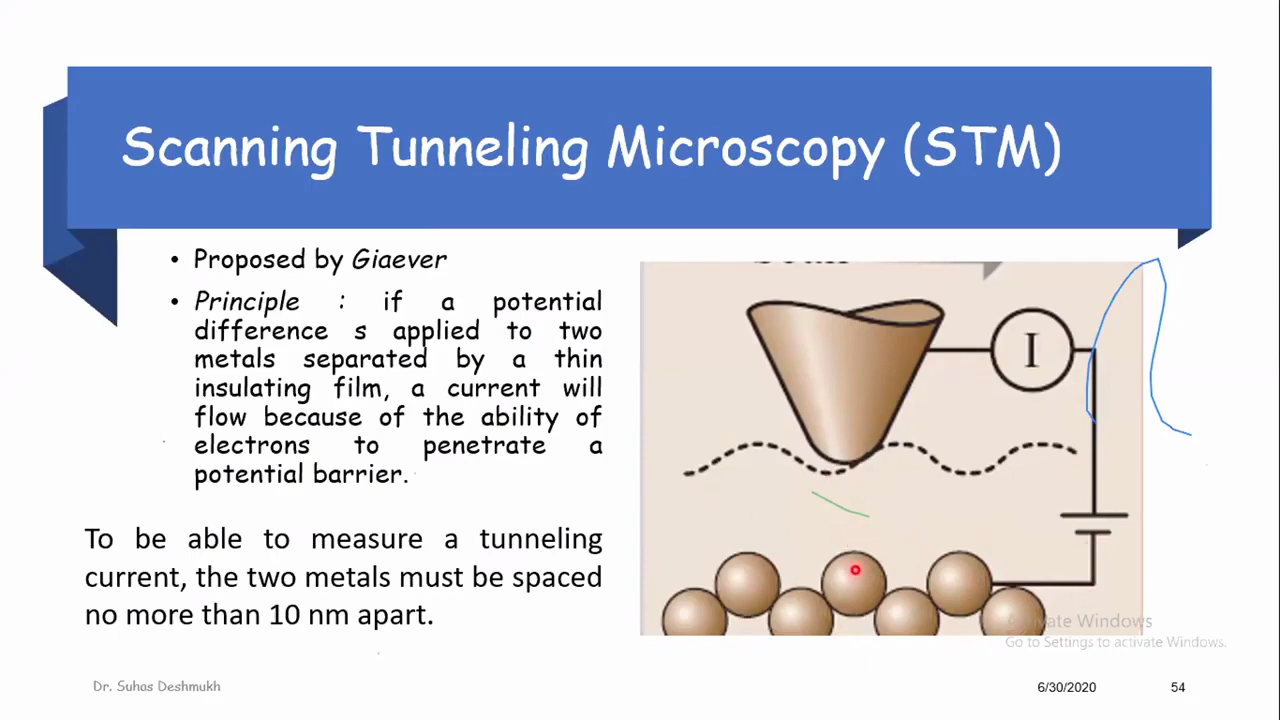 Scanning Tunneling Microscopy (STM)
• Proposed by Giaever
• Principle : if a potential
difference s applied to two
metals separated by a thin
insulating film, a current will
flow because of the ability of
electrons to penetrate a
potential barrier.
To be able to measure a tunneling
current, the two metals must be spaced
no more than 10 nm apart.
I
Activate Windows
Go to Settings to activate Windows.
Dr. Suhas Deshmukh
6/30/2020
54